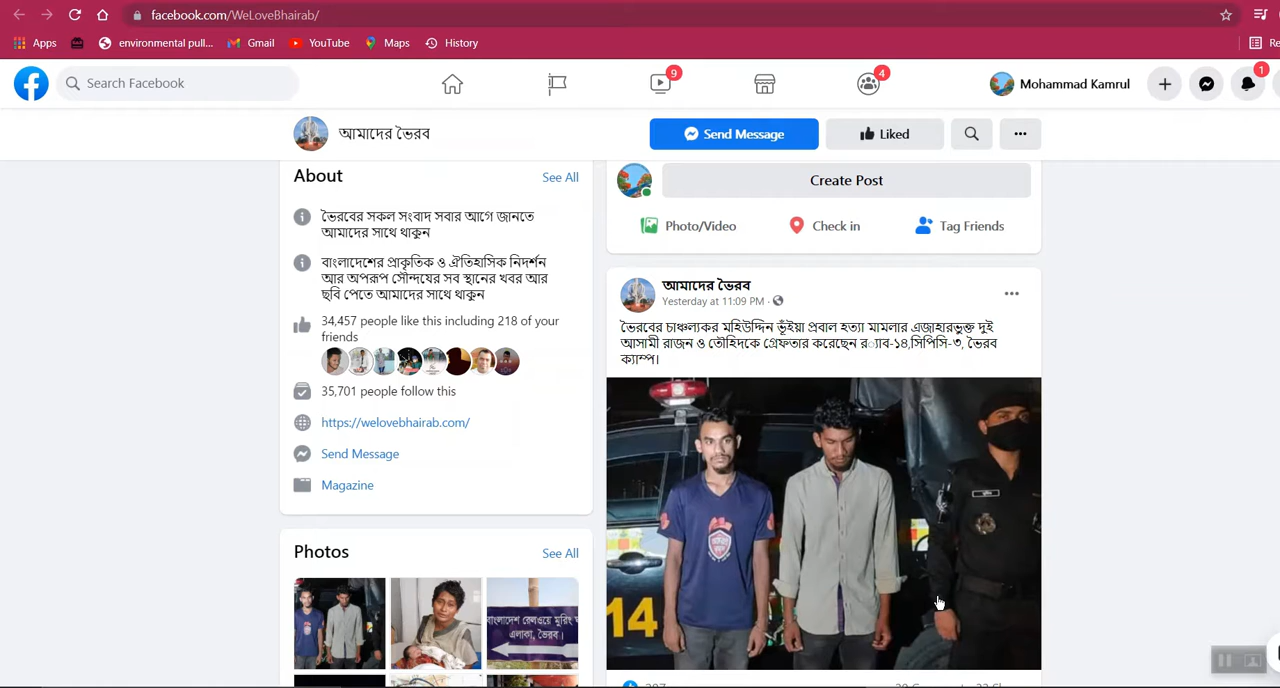 facebook.com/WeLoveBhairab/
Apps
environmental pull...
Gmail
YouTube
Maps
History
Search Facebook
9
4
Mohammad Kamrul
1
আমাদের ভৈরব
Send Message
Liked
About
See All
ভৈরবের সকল সংবাদ সবার আগে জানতে
আমাদের সাথে থাকুন
বাংলাদেশের প্রাকৃতিক ও ঐতিহাসিক নিদর্শন
আর অপরূপ সৌন্দযের সব স্থানের খবর আর
ছবি পেতে আমাদের সাথে থাকুন
34,457 people like this including 218 of your
friends
35,701 people follow this
https://welovebhairab.com/
Send Message
Magazine
Photos
See All
বাংলাদেশ রেলওয়ে মুরিং
এলাকা, ভৈরব।
Create Post
Photo/Video
Check in
Tag Friends
আমাদের ভৈরব
Yesterday at 11:09 PM ·
ভৈরবের চাঞ্চল্যকর মহিউদ্দিন ভূঁইয়া প্রবাল হত্যা মামলার এজাহারভুক্ত দুই
আসামী রাজন ও তৌহিদকে গ্রেফতার করেছেন র‍্যাব-১৪,সিপিসি-৩, ভৈরব
ক্যাম্প।
14